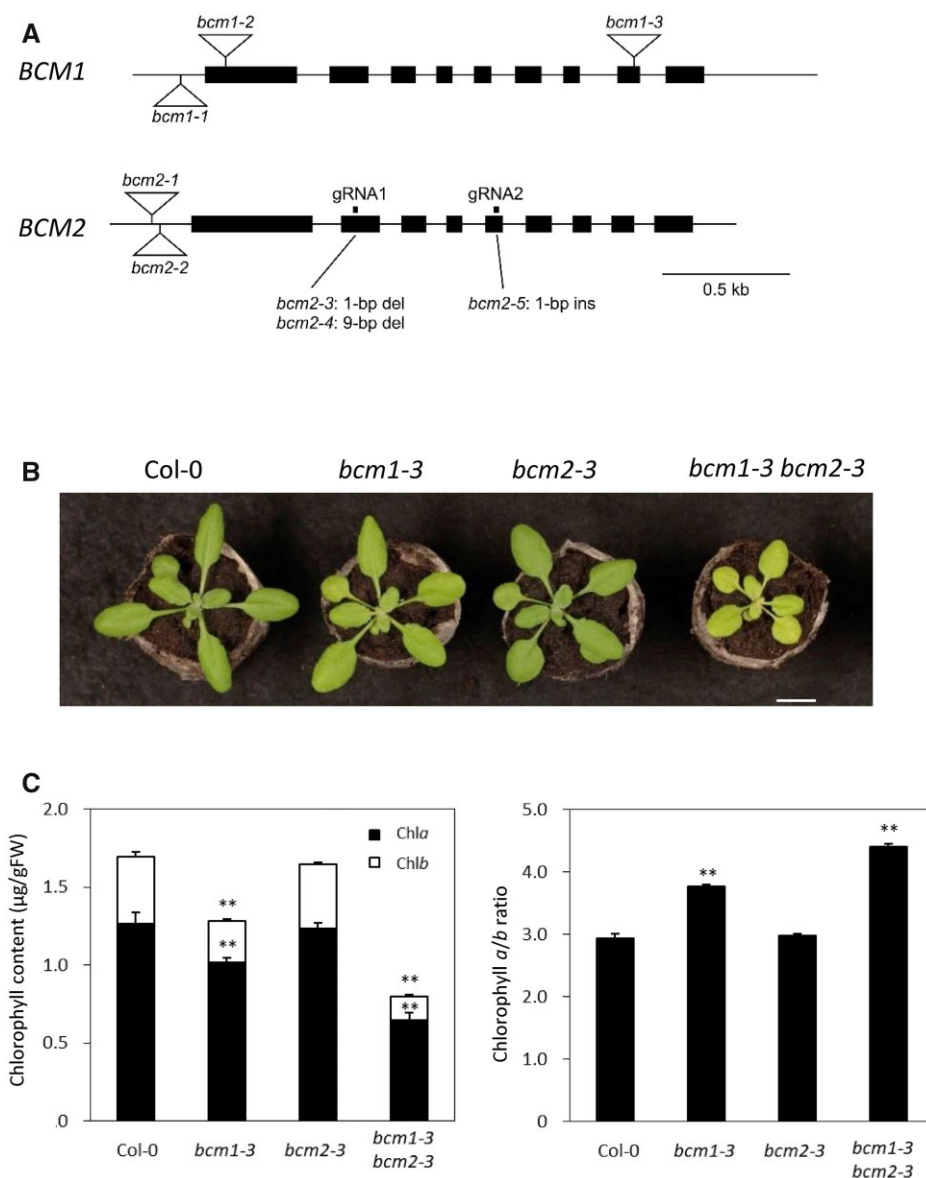 A
BCM1
bcm1-2
bcm1-3
bcm1-1
BCM2
bcm2-1
bcm2-2
gRNA1
gRNA2
bcm2-3: 1-bp del
bcm2-4: 9-bp del
bcm2-5: 1-bp ins
0.5 kb
B
Col-0
bcm1-3
bcm2-3
bcm1-3 bcm2-3
C
Chlorophyll content (µg/gFW)
2.0
1.5
1.0
0.5
.0
Chla
Chlb
**
**
**
**
Col-0
bcm1-3
bcm2-3
bcm1-3
bcm2-3
Chlorophyll a/b ratio
5.0
4.0
3.0
2.0
1.0
0
**
**
Col-0
bcm1-3
bcm2-3
bcm1-3
bcm2-3